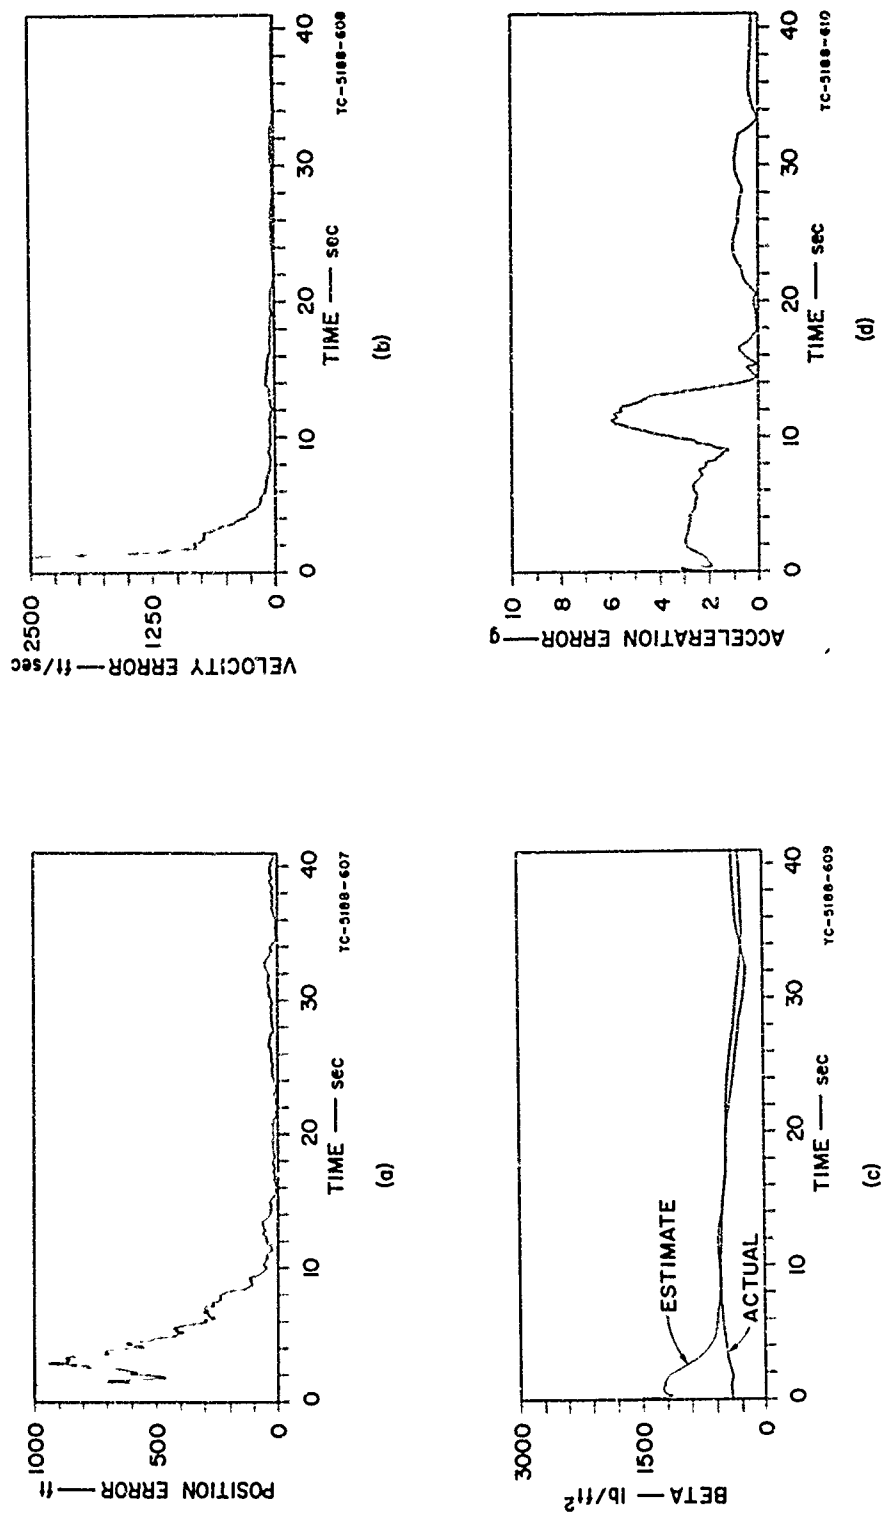 POSITION ERROR — ft
1000
500
0
0 10 20 30 40
TIME — sec
TC-5188-607
(a)
VELOCITY ERROR — ft/sec
2500
1250
0
0 10 20 30 40
TIME — sec
TC-5188-608
(b)
BETA — lb/ft²
3000
1500
0
ESTIMATE
ACTUAL
0 10 20 30 40
TIME — sec
TC-5188-609
(c)
ACCELERATION ERROR — g
10
8
6
4
2
0
0 10 20 30 40
TIME — sec
TC-5188-610
(d)